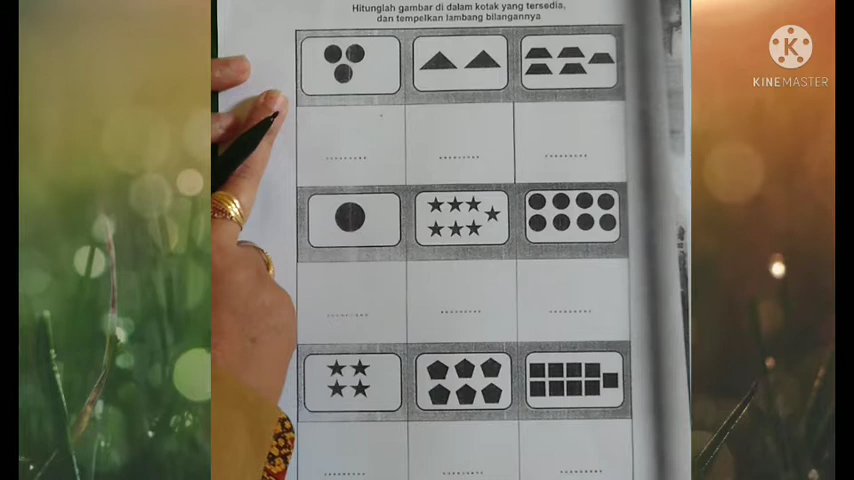 Hitunglah gambar di dalam kotak yang tersedia,
dan tempelkan lambang bilangannya
K
KINEMASTER